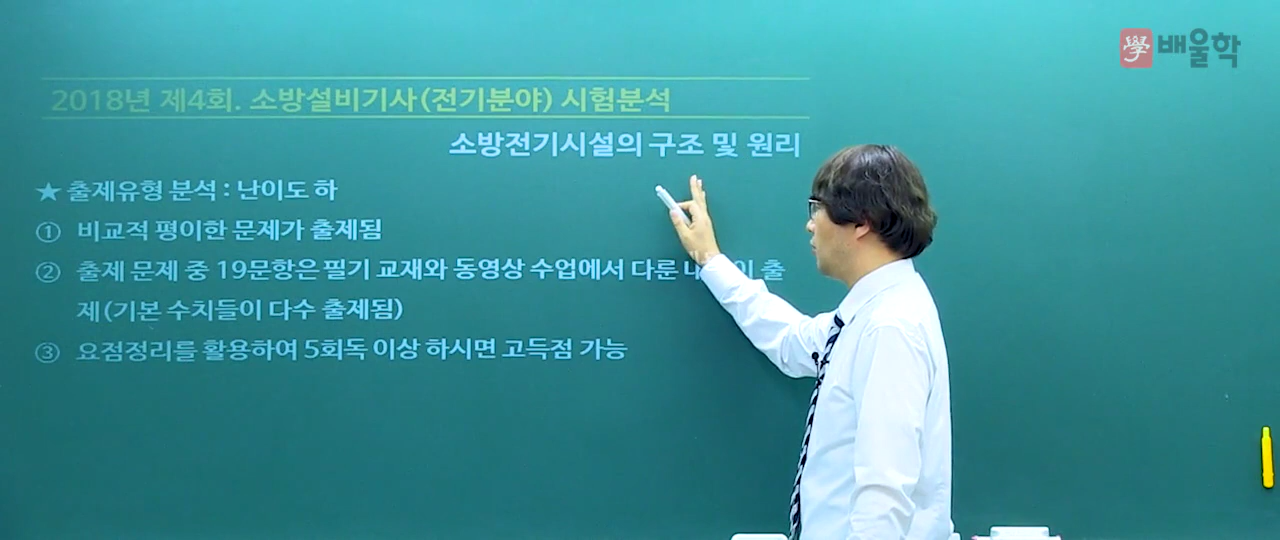 學 배울학
2018년 제4회. 소방설비기사(전기분야) 시험분석
소방전기시설의 구조 및 원리
★ 출제유형 분석 : 난이도 하
① 비교적 평이한 문제가 출제됨
② 출제 문제 중 19문항은 필기 교재와 동영상 수업에서 다룬 출
제(기본 수치들이 다수 출제됨)
③ 요점정리를 활용하여 5회독 이상 하시면 고득점 가능